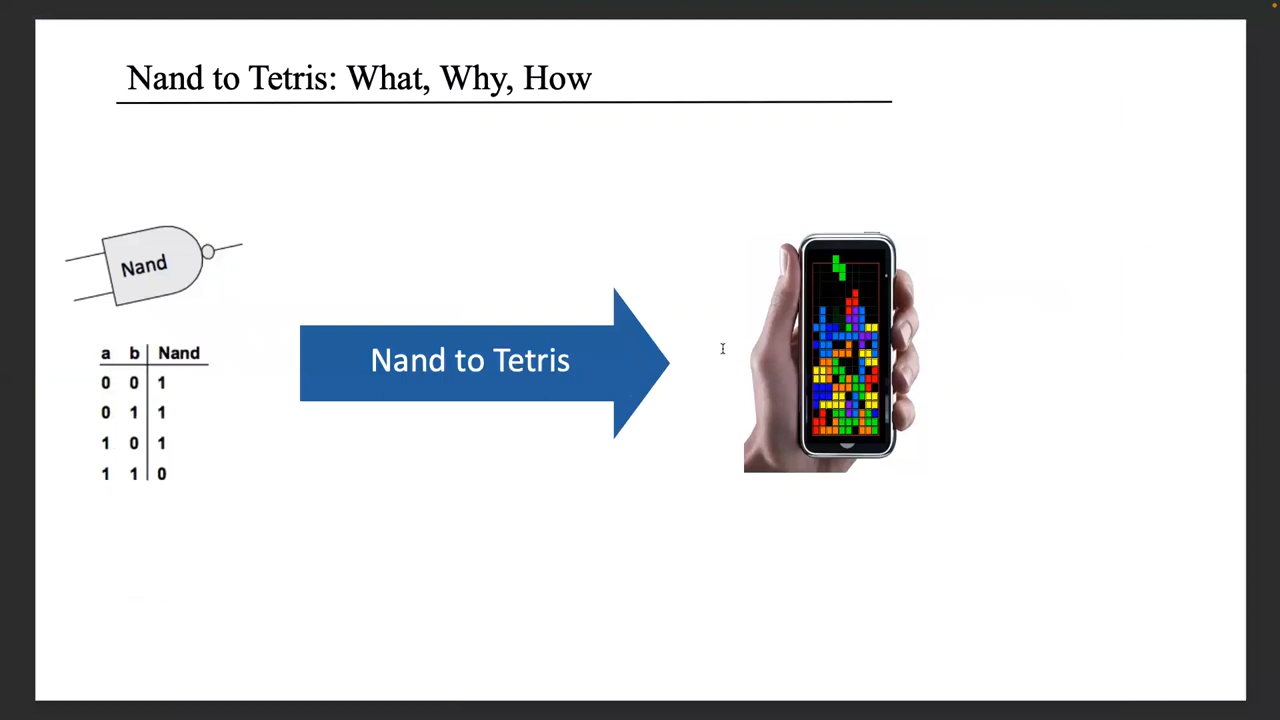 Nand to Tetris: What, Why, How
Nand
a b Nand
0 0 1
0 1 1
1 0 1
1 1 0
Nand to Tetris